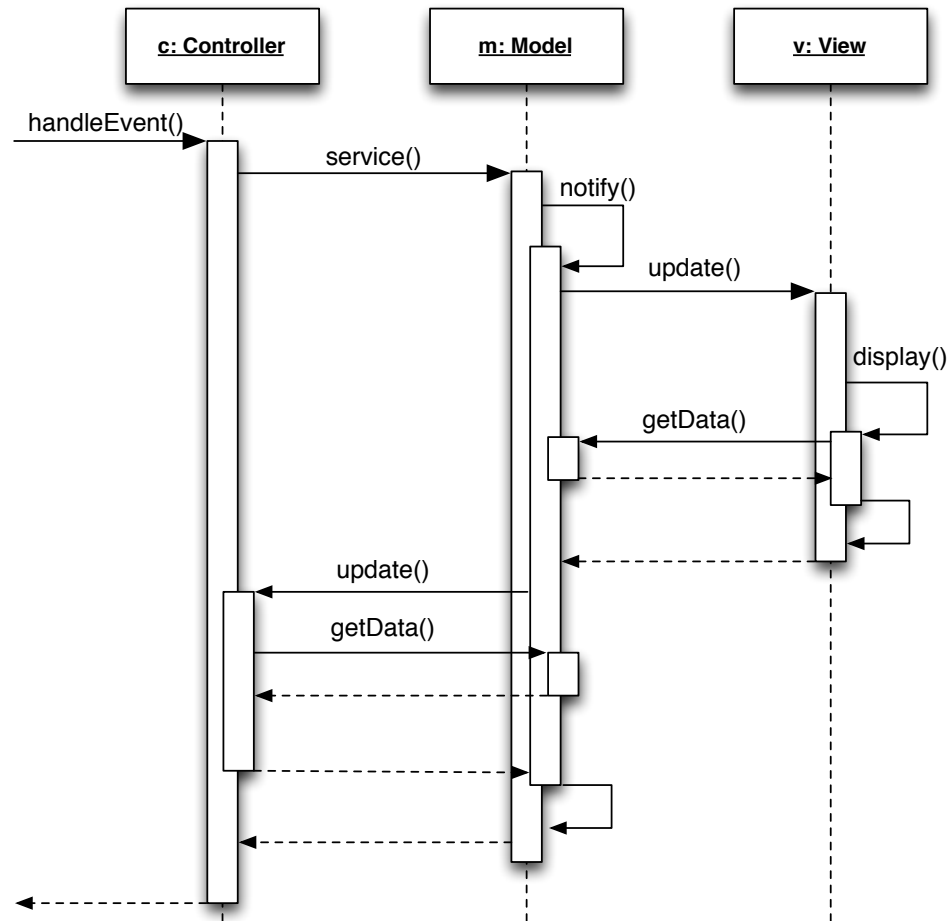 c: Controller
m: Model
v: View
handleEvent()
service()
notify()
update()
display()
getData()
update()
getData()